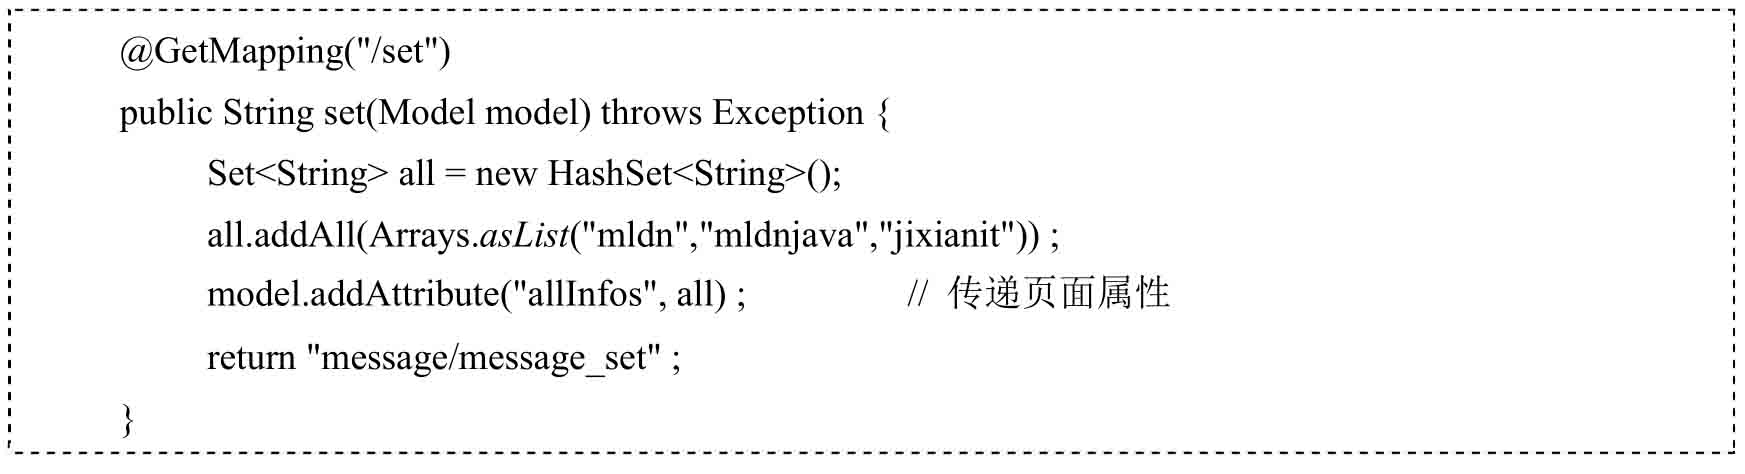 @GetMapping("/set")
public String set(Model model) throws Exception {
Set<String> all = new HashSet<String>();
all.addAll(Arrays.asList("mldn","mldnjava","jixianit")) ;
model.addAttribute("allInfos", all) ; // 传递页面属性
return "message/message_set" ;
}